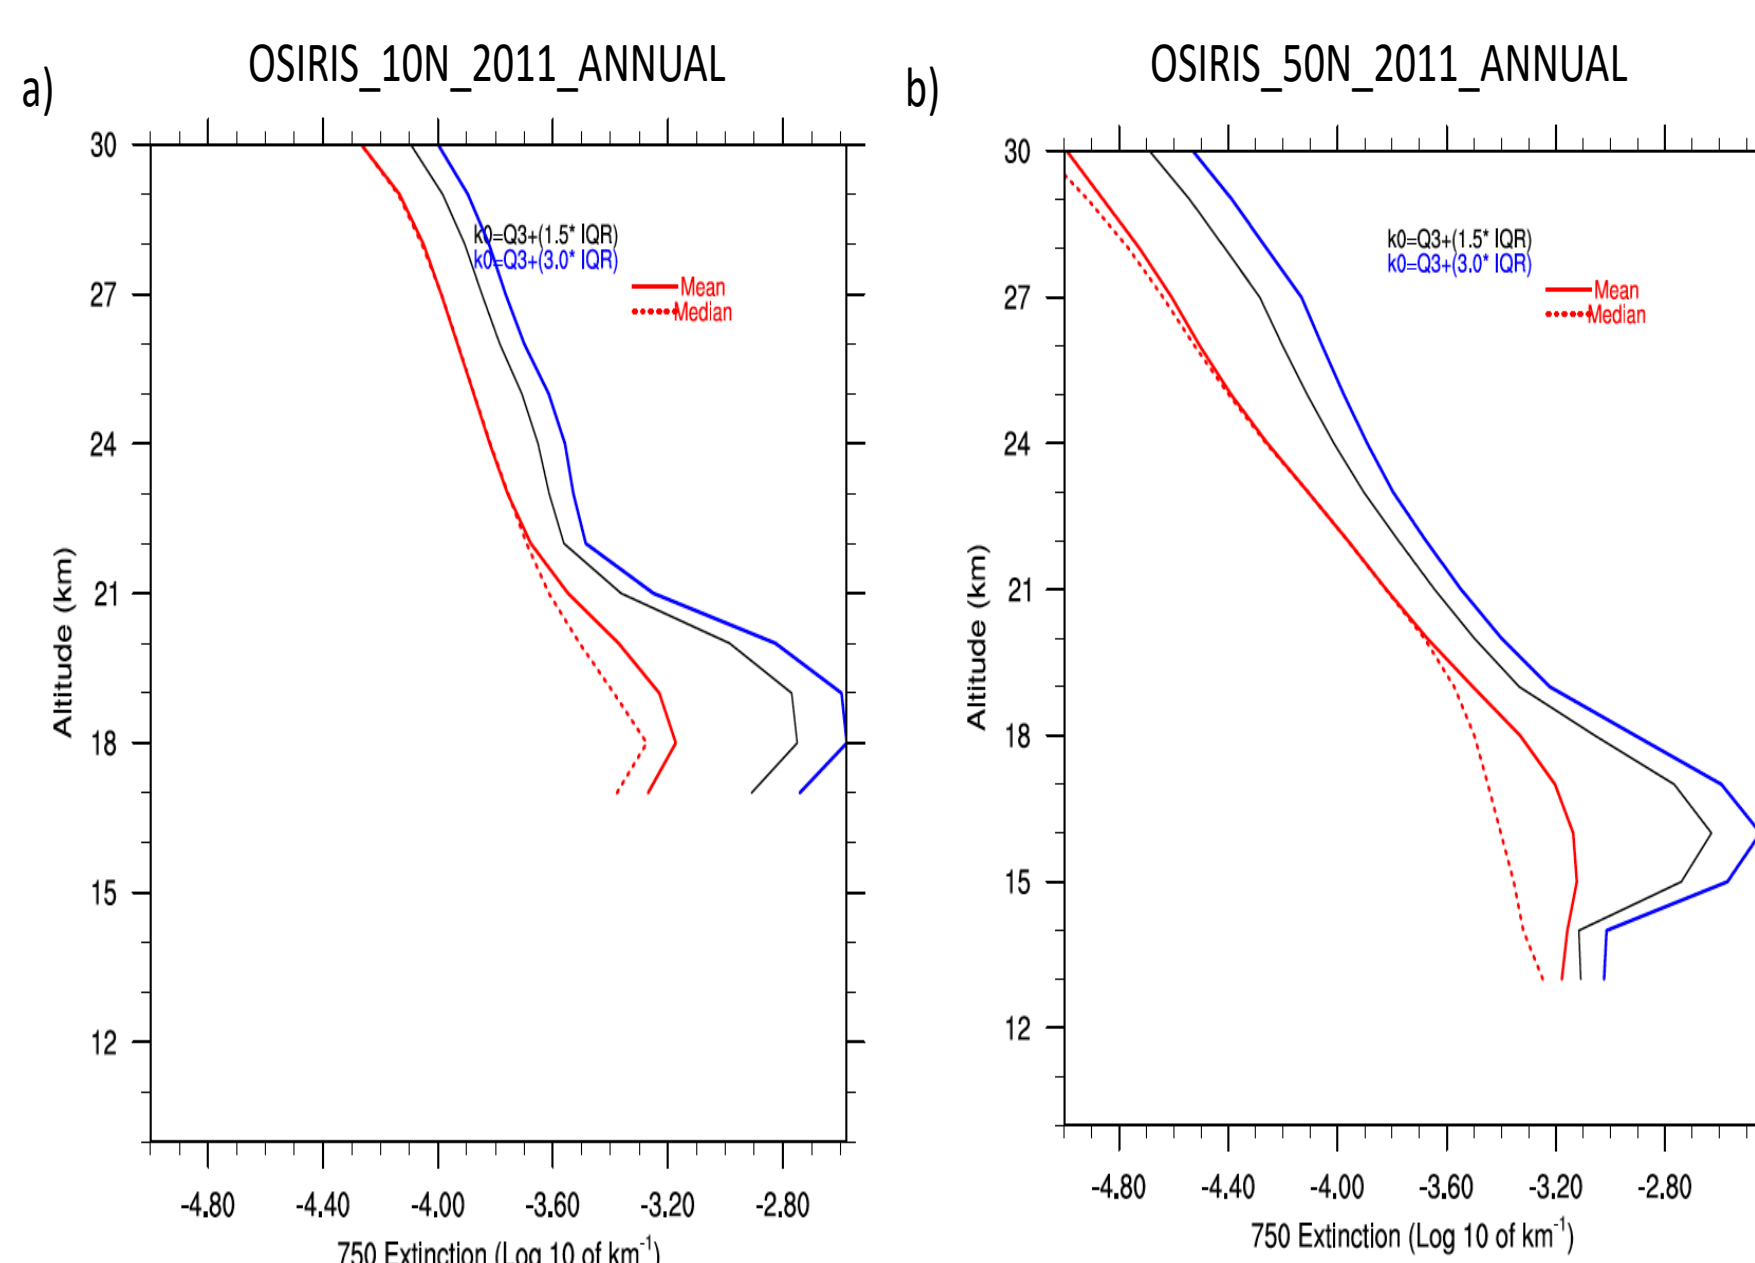 OSIRIS_10N_2011_ANNUAL
a)
30
27
24
21
18
15
12
Altitude (km)
k0=Q3+(1.5* IQR)
k0=Q3+(3.0* IQR)
Mean
Median
-4.80 -4.40 -4.00 -3.60 -3.20 -2.80
750 Extinction (Log 10 of km-1)
OSIRIS_50N_2011_ANNUAL
b)
30
27
24
21
18
15
12
Altitude (km)
k0=Q3+(1.5* IQR)
k0=Q3+(3.0* IQR)
Mean
Median
-4.80 -4.40 -4.00 -3.60 -3.20 -2.80
750 Extinction (Log 10 of km-1)